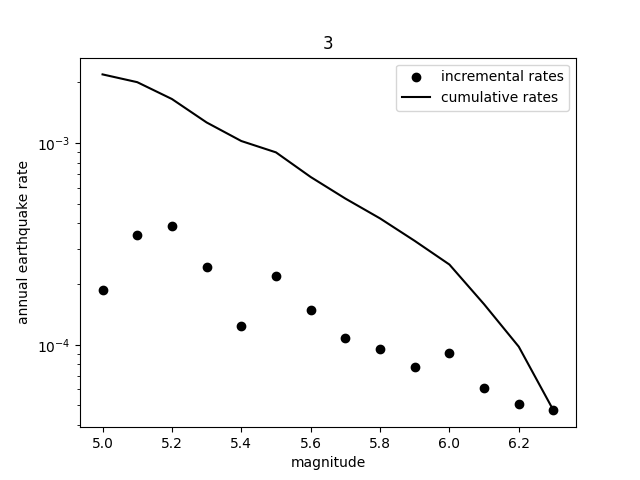 3
incremental rates
cumulative rates
annual earthquake rate
10⁻³
10⁻⁴
5.0 5.2 5.4 5.6 5.8 6.0 6.2
magnitude